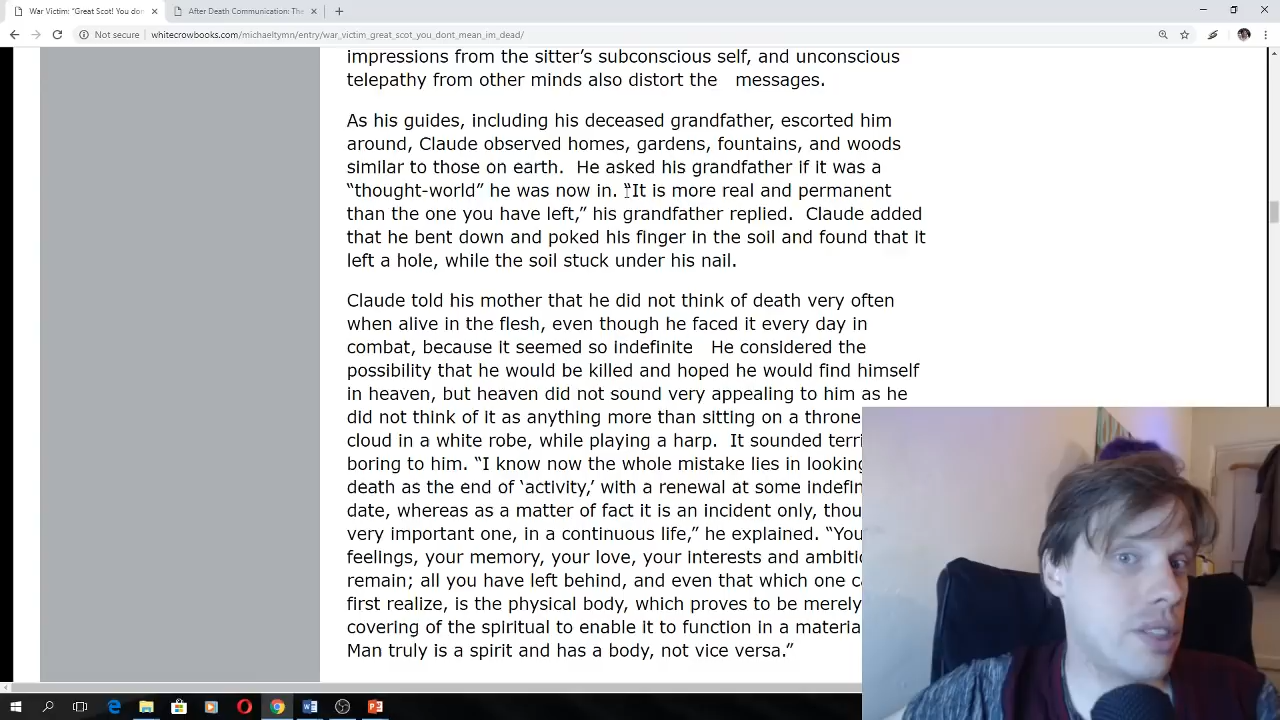 War Victim: “Great Scot! You don
After Death Communication: The
Not secure | whitecrowbooks.com/michaeltymn/entry/war_victim_great_scot_you_dont_mean_im_dead/
impressions from the sitter’s subconscious self, and unconscious
telepathy from other minds also distort the messages.
As his guides, including his deceased grandfather, escorted him
around, Claude observed homes, gardens, fountains, and woods
similar to those on earth. He asked his grandfather if it was a
“thought-world” he was now in. “It is more real and permanent
than the one you have left,” his grandfather replied. Claude added
that he bent down and poked his finger in the soil and found that it
left a hole, while the soil stuck under his nail.
Claude told his mother that he did not think of death very often
when alive in the flesh, even though he faced it every day in
combat, because it seemed so indefinite He considered the
possibility that he would be killed and hoped he would find himself
in heaven, but heaven did not sound very appealing to him as he
did not think of it as anything more than sitting on a throne
cloud in a white robe, while playing a harp. It sounded terri
boring to him. “I know now the whole mistake lies in looking
death as the end of ‘activity,’ with a renewal at some indefin
date, whereas as a matter of fact it is an incident only, thou
very important one, in a continuous life,” he explained. “You
feelings, your memory, your love, your interests and ambitio
remain; all you have left behind, and even that which one ca
first realize, is the physical body, which proves to be merely
covering of the spiritual to enable it to function in a materia
Man truly is a spirit and has a body, not vice versa.”